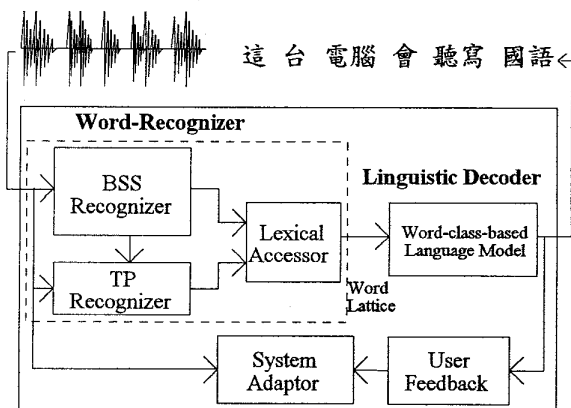 這 台 電腦 會 聽寫 國語
Word-Recognizer
BSS
Recognizer
Linguistic Decoder
Lexical
Accessor
Word-class-based
Language Model
TP
Recognizer
Word
Lattice
System
Adaptor
User
Feedback